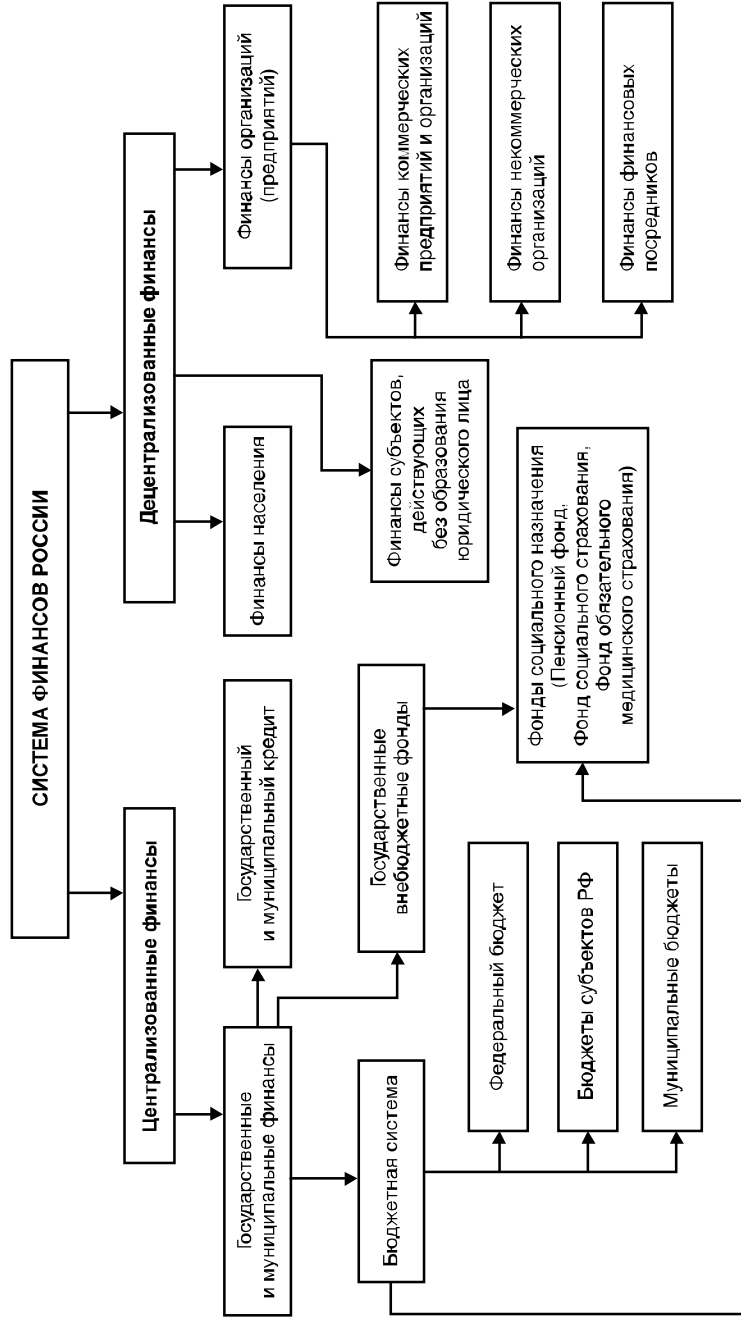 СИСТЕМА ФИНАНСОВ РОССИИ
Централизованные финансы
Децентрализованные финансы
Государственные
и муниципальные финансы
Государственный
и муниципальный кредит
Финансы населения
Финансы организаций
(предприятий)
Бюджетная система
Государственные
внебюджетные фонды
Финансы субъектов,
действующих
без образования
юридического лица
Финансы коммерческих
предприятий и организаций
Финансы некоммерческих
организаций
Финансы финансовых
посредников
Федеральный бюджет
Бюджеты субъектов РФ
Муниципальные бюджеты
Фонды социального назначения
(Пенсионный фонд,
Фонд социального страхования,
Фонд обязательного
медицинского страхования)